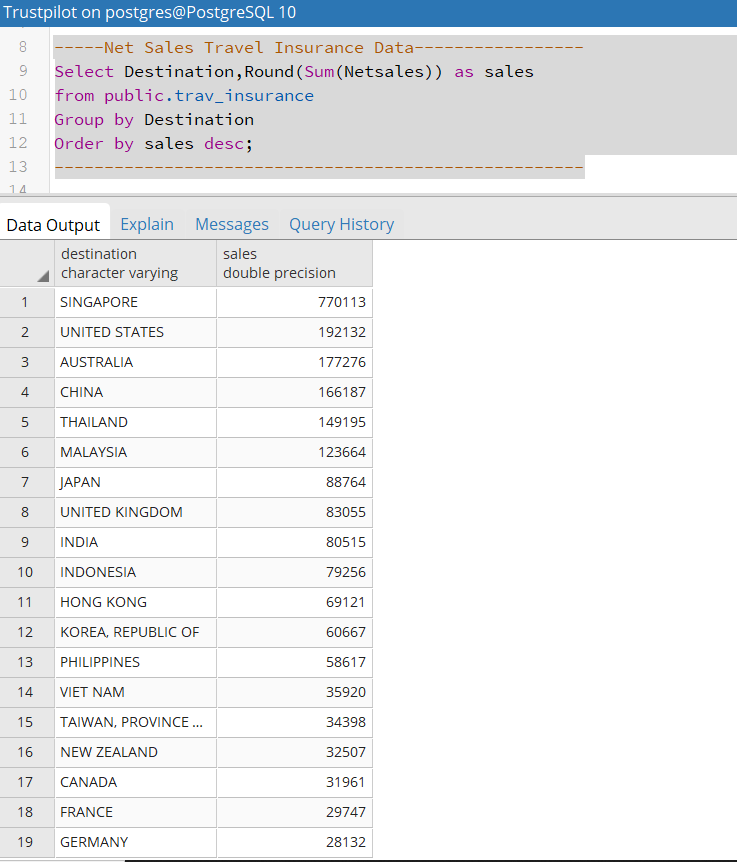 Trustpilot on postgres@PostgreSQL 10
8 -----Net Sales Travel Insurance Data-----------------
9 Select Destination,Round(Sum(Netsales)) as sales
10 from public.trav_insurance
11 Group by Destination
12 Order by sales desc;
13 -----------------------------------------------------
14
Data Output Explain Messages Query History
destination sales
character varying double precision
1 SINGAPORE 770113
2 UNITED STATES 192132
3 AUSTRALIA 177276
4 CHINA 166187
5 THAILAND 149195
6 MALAYSIA 123664
7 JAPAN 88764
8 UNITED KINGDOM 83055
9 INDIA 80515
10 INDONESIA 79256
11 HONG KONG 69121
12 KOREA, REPUBLIC OF 60667
13 PHILIPPINES 58617
14 VIET NAM 35920
15 TAIWAN, PROVINCE ... 34398
16 NEW ZEALAND 32507
17 CANADA 31961
18 FRANCE 29747
19 GERMANY 28132